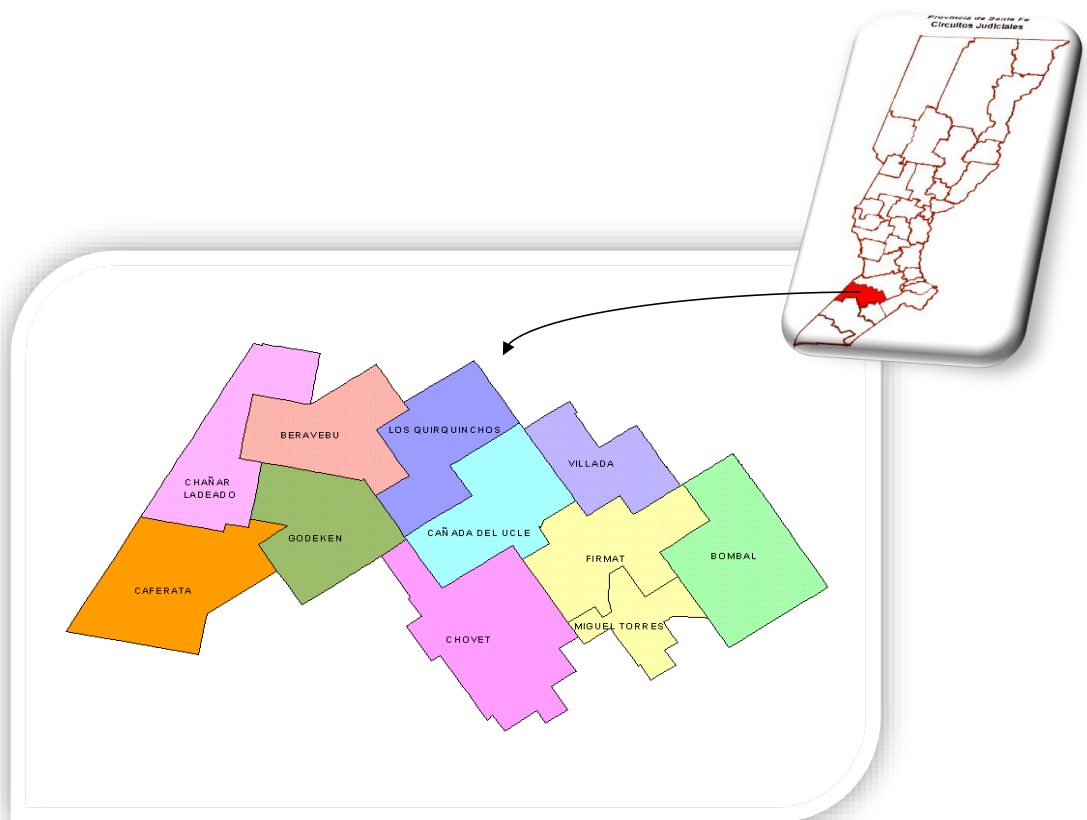 Provincia de Santa Fe
Circuitos Judiciales
BERAVEBU
LOS QUIRQUINCHOS
VILLADA
CHAÑAR
LADEADO
CAÑADA DEL UCLE
GODEKEN
FIRMAT
BOMBAL
CAFERATA
MIGUEL TORRES
CHOVET